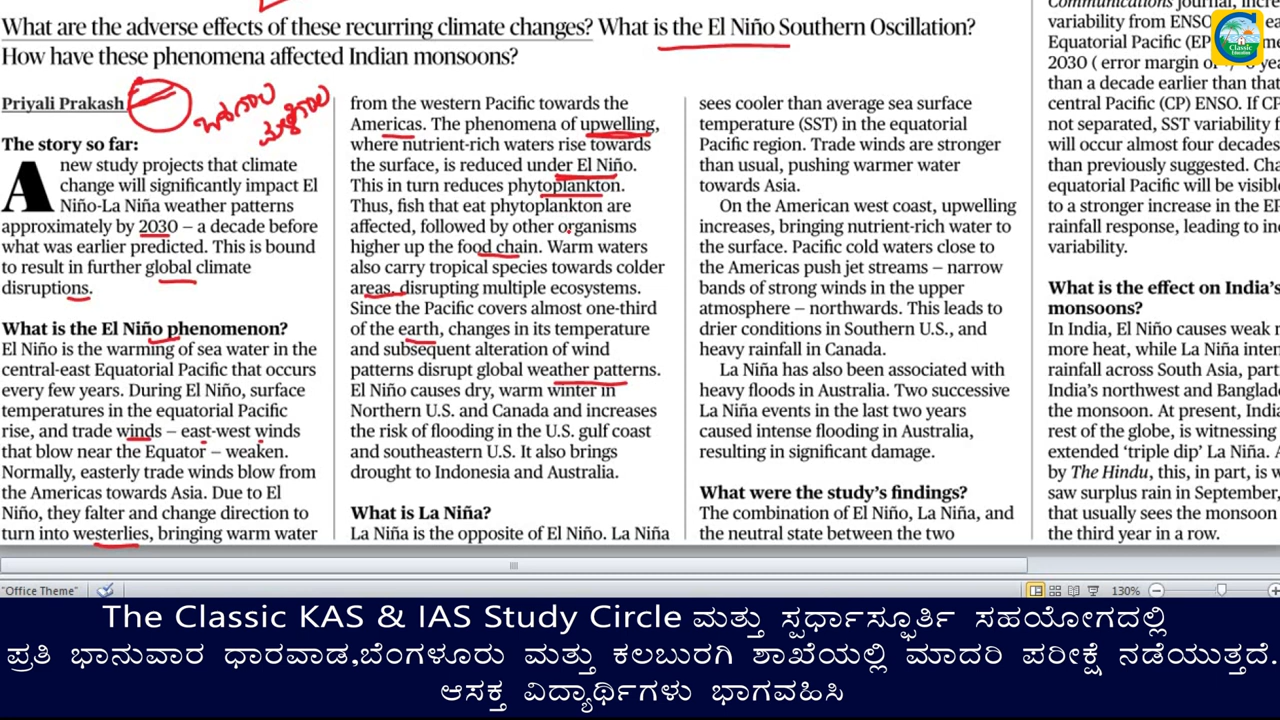 What are the adverse effects of these recurring climate changes? What is the El Niño Southern Oscillation?
How have these phenomena affected Indian monsoons?
Priyali Prakash
The story so far:
A new study projects that climate
change will significantly impact El
Niño-La Niña weather patterns
approximately by 2030 – a decade before
what was earlier predicted. This is bound
to result in further global climate
disruptions.
What is the El Niño phenomenon?
El Niño is the warming of sea water in the
central-east Equatorial Pacific that occurs
every few years. During El Niño, surface
temperatures in the equatorial Pacific
rise, and trade winds – east-west winds
that blow near the Equator – weaken.
Normally, easterly trade winds blow from
the Americas towards Asia. Due to El
Niño, they falter and change direction to
turn into westerlies, bringing warm water
from the western Pacific towards the
Americas. The phenomena of upwelling,
where nutrient-rich waters rise towards
the surface, is reduced under El Niño.
This in turn reduces phytoplankton.
Thus, fish that eat phytoplankton are
affected, followed by other organisms
higher up the food chain. Warm waters
also carry tropical species towards colder
areas, disrupting multiple ecosystems.
Since the Pacific covers almost one-third
of the earth, changes in its temperature
and subsequent alteration of wind
patterns disrupt global weather patterns.
El Niño causes dry, warm winter in
Northern U.S. and Canada and increases
the risk of flooding in the U.S. gulf coast
and southeastern U.S. It also brings
drought to Indonesia and Australia.
What is La Niña?
La Niña is the opposite of El Niño. La Niña
sees cooler than average sea surface
temperature (SST) in the equatorial
Pacific region. Trade winds are stronger
than usual, pushing warmer water
towards Asia.
On the American west coast, upwelling
increases, bringing nutrient-rich water to
the surface. Pacific cold waters close to
the Americas push jet streams – narrow
bands of strong winds in the upper
atmosphere – northwards. This leads to
drier conditions in Southern U.S., and
heavy rainfall in Canada.
La Niña has also been associated with
heavy floods in Australia. Two successive
La Niña events in the last two years
caused intense flooding in Australia,
resulting in significant damage.
What were the study’s findings?
The combination of El Niño, La Niña, and
the neutral state between the two
Communications journal,
variability from ENSO
Equatorial Pacific (EP)
2030 ( error margin of
than a decade earlier than that
central Pacific (CP) ENSO. If CP
not separated, SST variability
will occur almost four decades
than previously suggested.
equatorial Pacific will be visible
to a stronger increase in the
rainfall response, leading to
variability.
What is the effect on India’s
monsoons?
In India, El Niño causes weak
more heat, while La Niña
rainfall across South Asia,
India’s northwest and
the monsoon. At present,
rest of the globe, is witnessing
extended ‘triple dip’ La Niña.
by The Hindu, this, in part, is
saw surplus rain in September,
that usually sees the monsoon
the third year in a row.
Classic
Education
"Office Theme"
130%
The Classic KAS & IAS Study Circle ಮತ್ತು ಸ್ಪರ್ಧಾಸ್ಫೂರ್ತಿ ಸಹಯೋಗದಲ್ಲಿ
ಪ್ರತಿ ಭಾನುವಾರ ಧಾರವಾಡ,ಬೆಂಗಳೂರು ಮತ್ತು ಕಲಬುರಗಿ ಶಾಖೆಯಲ್ಲಿ ಮಾದರಿ ಪರೀಕ್ಷೆ ನಡೆಯುತ್ತದೆ.
ಆಸಕ್ತ ವಿದ್ಯಾರ್ಥಿಗಳು ಭಾಗವಹಿಸಿ